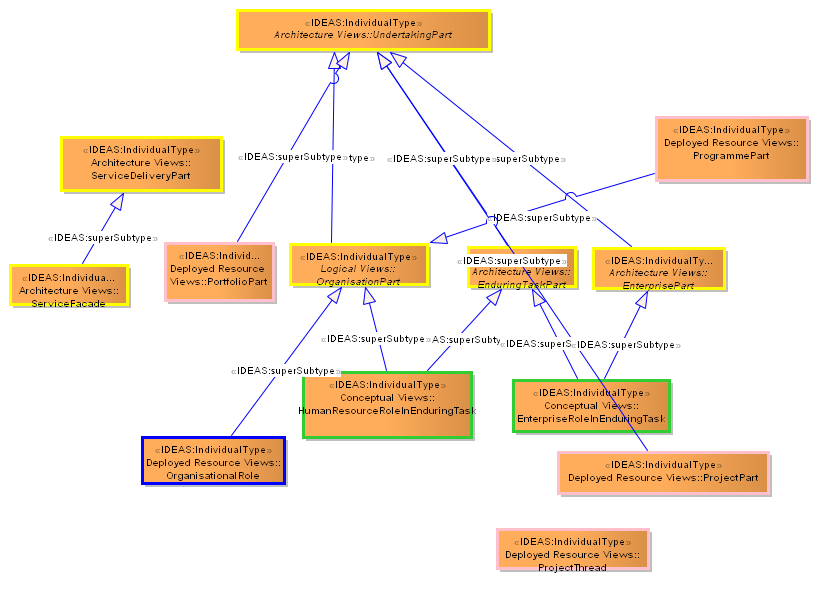 «IDEAS:IndividualType»
Architecture Views::UndertakingPart
«IDEAS:IndividualType»
Architecture Views::
ServiceDeliveryPart
«IDEAS:IndividualType»
Deployed Resource Views::
ProgrammePart
«IDEAS:superSubtype»
type»
«IDEAS:superSubtype»
superSubtype»
«IDEAS:superSubtype»
«IDEAS:superSubtype»
«IDEAS:Individ...
Deployed Resource
Views::PortfolioPart
«IDEAS:IndividualType»
Logical Views::
OrganisationPart
«IDEAS:superSubtype»
Architecture Views::
EnduringTaskPart
«IDEAS:IndividualTy...
Architecture Views::
EnterprisePart
«IDEAS:Individua...
Architecture Views::
ServiceFacade
«IDEAS:superSubtype»
AS:superSubty
«IDEAS:superS
«IDEAS:superSubtype»
«IDEAS:superSubtype»
«IDEAS:IndividualType»
Conceptual Views::
HumanResourceRoleInEnduringTask
«IDEAS:IndividualType»
Conceptual Views::
EnterpriseRoleInEnduringTask
«IDEAS:IndividualType»
Deployed Resource Views::
OrganisationalRole
«IDEAS:IndividualType»
Deployed Resource Views::ProjectPart
«IDEAS:IndividualType»
Deployed Resource Views::
ProjectThread